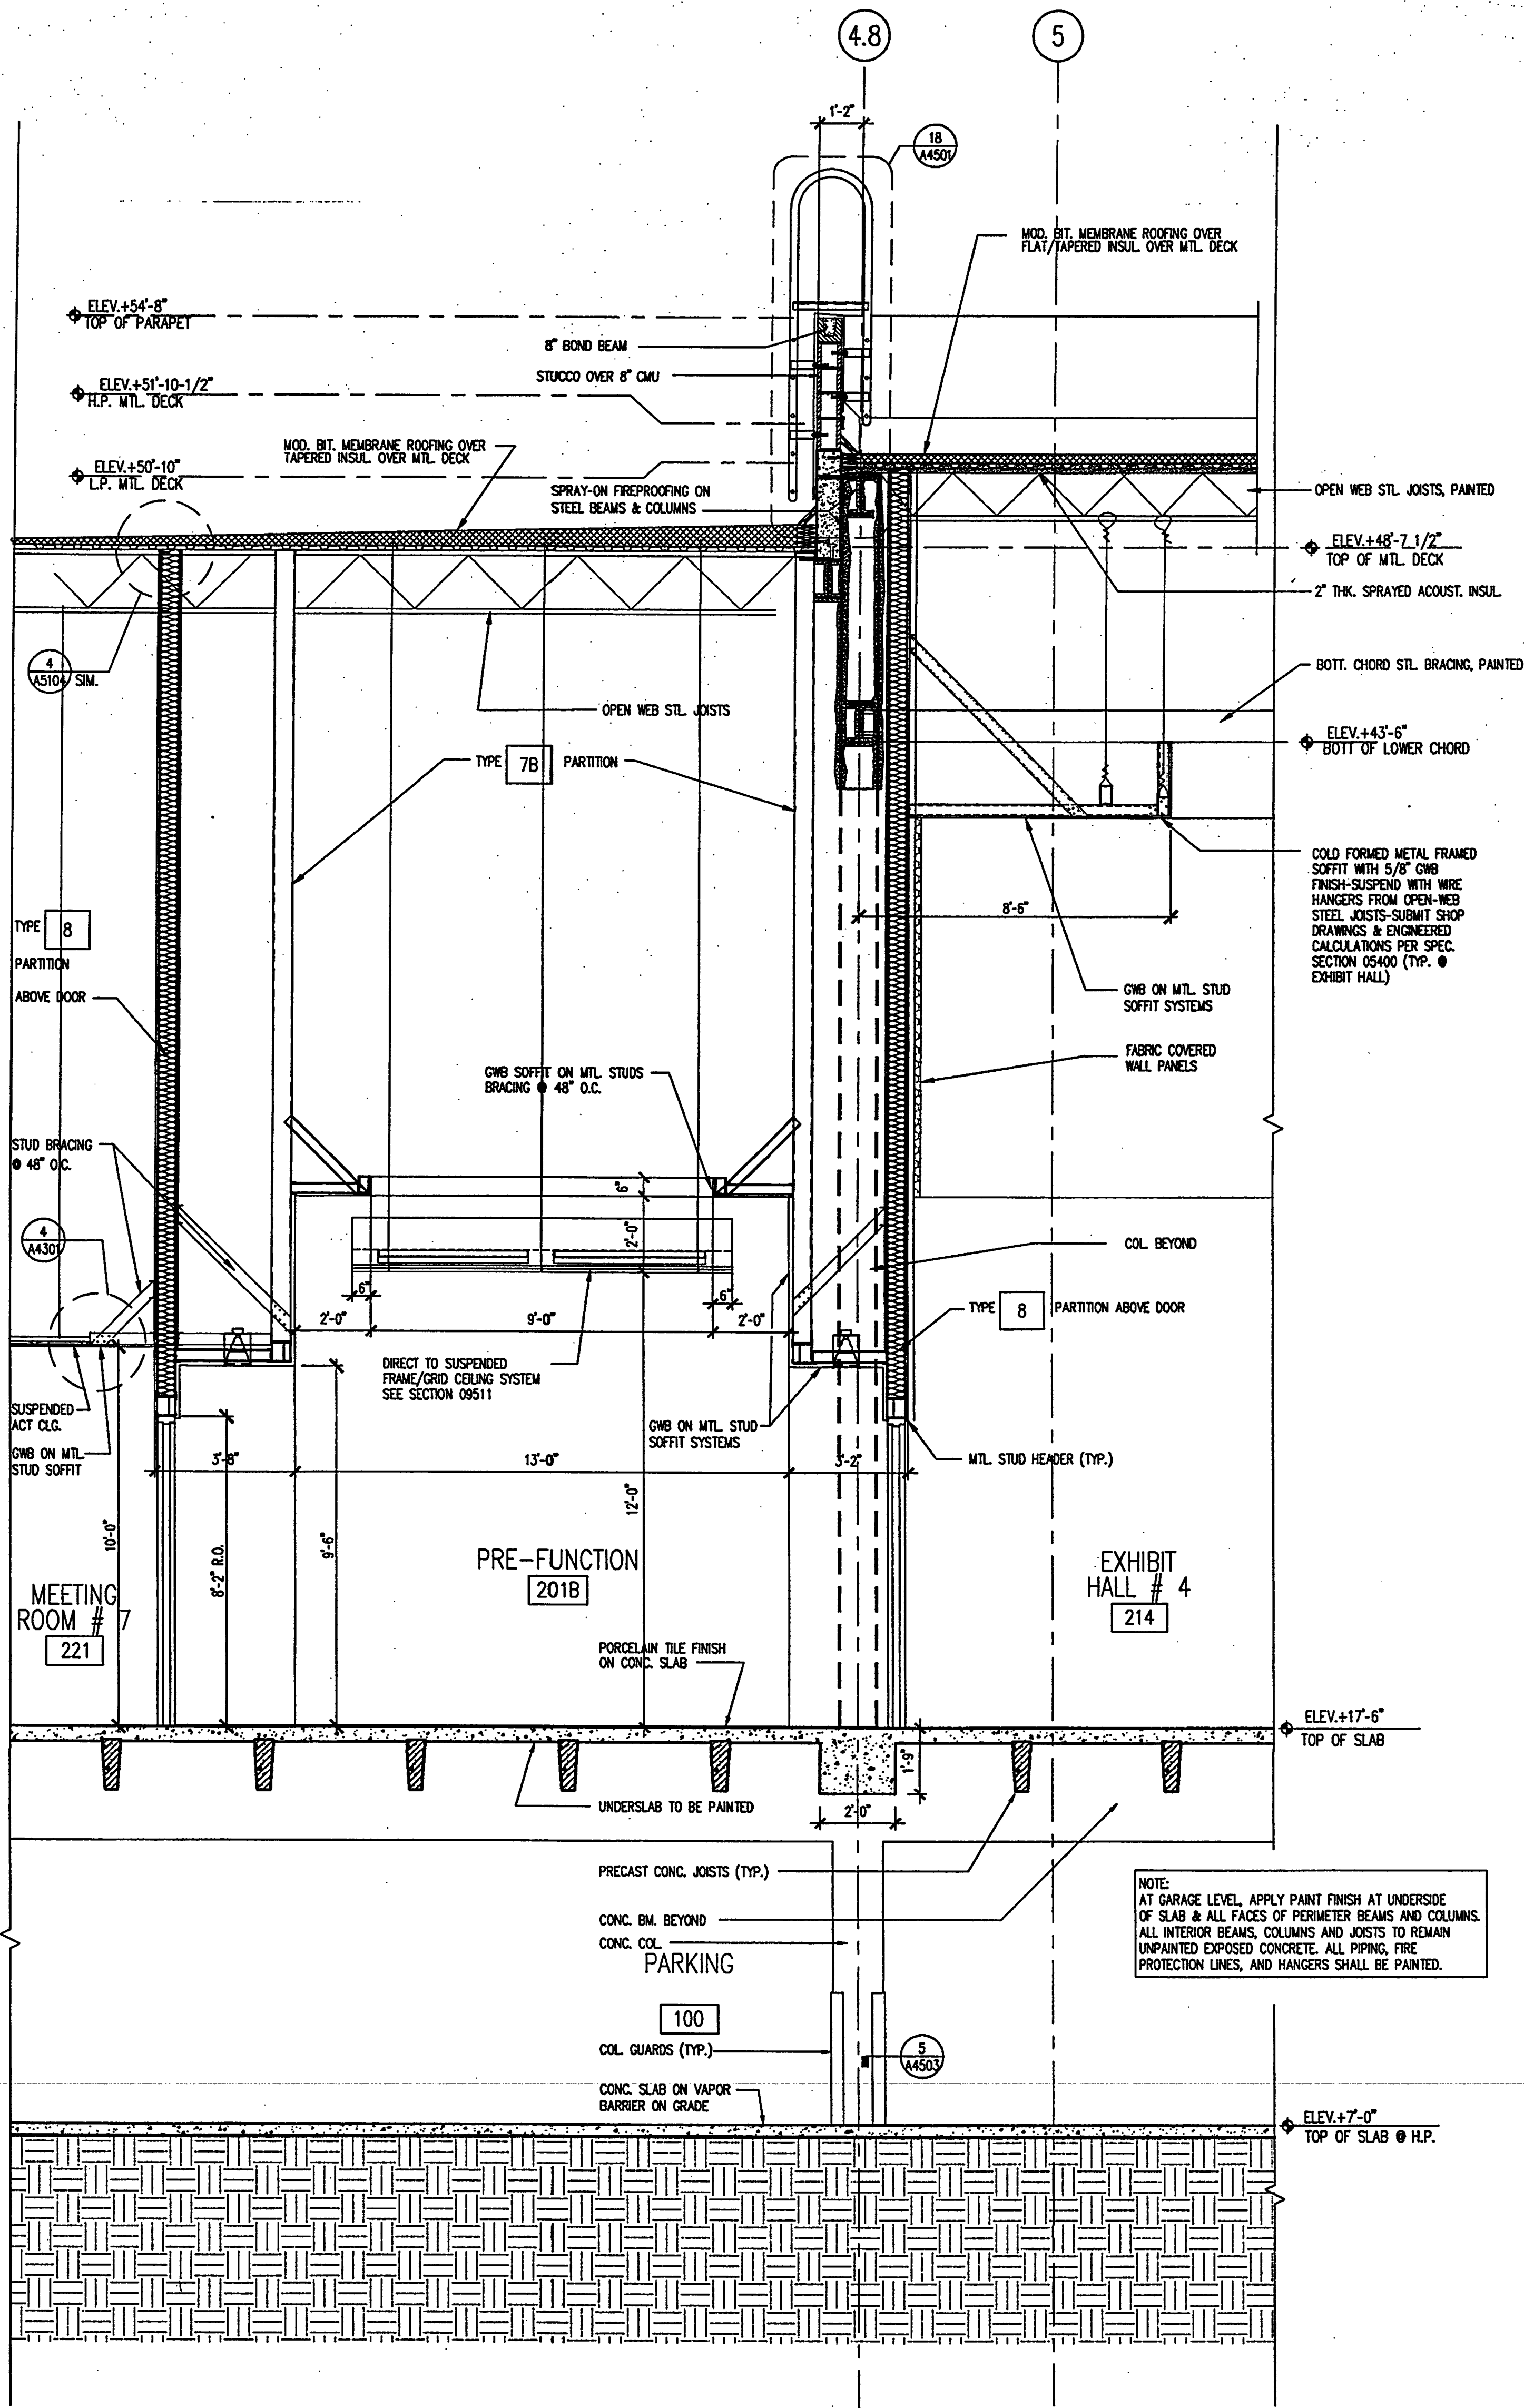 4.8
5
1'-2"
18
A4501
MOD. BIT. MEMBRANE ROOFING OVER
FLAT/TAPERED INSUL. OVER MTL. DECK
ELEV.+54'-8"
TOP OF PARAPET
8" BOND BEAM
STUCCO OVER 8" CMU
ELEV.+51'-10-1/2"
H.P. MTL. DECK
MOD. BIT. MEMBRANE ROOFING OVER
TAPERED INSUL. OVER MTL. DECK
ELEV.+50'-10"
L.P. MTL. DECK
SPRAY-ON FIREPROOFING ON
STEEL BEAMS & COLUMNS
OPEN WEB STL. JOISTS, PAINTED
ELEV.+48'-7 1/2"
TOP OF MTL. DECK
2" THK. SPRAYED ACOUST. INSUL.
4
A5104
SIM.
BOTT. CHORD STL. BRACING, PAINTED
OPEN WEB STL. JOISTS
ELEV.+43'-6"
BOTT OF LOWER CHORD
TYPE 7B PARTITION
COLD FORMED METAL FRAMED
SOFFIT WITH 5/8" GWB
FINISH-SUSPEND WITH WIRE
HANGERS FROM OPEN-WEB
STEEL JOISTS-SUBMIT SHOP
DRAWINGS & ENGINEERED
CALCULATIONS PER SPEC.
SECTION 05400 (TYP. @
EXHIBIT HALL)
8'-6"
TYPE 8
PARTITION
ABOVE DOOR
GWB ON MTL. STUD
SOFFIT SYSTEMS
FABRIC COVERED
WALL PANELS
GWB SOFFIT ON MTL. STUDS
BRACING @ 48" O.C.
STUD BRACING
@ 48" O.C.
6"
2'-0"
4
A4301
COL. BEYOND
6"
6"
2'-0"
9'-0"
2'-0"
TYPE 8 PARTITION ABOVE DOOR
DIRECT TO SUSPENDED
FRAME/GRID CEILING SYSTEM
SEE SECTION 09511
SUSPENDED
ACT CLG.
GWB ON MTL.
STUD SOFFIT
GWB ON MTL. STUD
SOFFIT SYSTEMS
MTL. STUD HEADER (TYP.)
3'-8"
13'-0"
3'-2"
10'-0"
8'-2" R.O.
9'-6"
12'-0"
MEETING
ROOM # 7
221
PRE-FUNCTION
201B
EXHIBIT
HALL # 4
214
PORCELAIN TILE FINISH
ON CONC. SLAB
ELEV.+17'-6"
TOP OF SLAB
1'-9"
2'-0"
UNDERSLAB TO BE PAINTED
PRECAST CONC. JOISTS (TYP.)
CONC. BM. BEYOND
CONC. COL.
PARKING
100
NOTE:
AT GARAGE LEVEL, APPLY PAINT FINISH AT UNDERSIDE
OF SLAB & ALL FACES OF PERIMETER BEAMS AND COLUMNS.
ALL INTERIOR BEAMS, COLUMNS AND JOISTS TO REMAIN
UNPAINTED EXPOSED CONCRETE. ALL PIPING, FIRE
PROTECTION LINES, AND HANGERS SHALL BE PAINTED.
COL. GUARDS (TYP.)
5
A4503
CONC. SLAB ON VAPOR
BARRIER ON GRADE
ELEV.+7'-0"
TOP OF SLAB @ H.P.